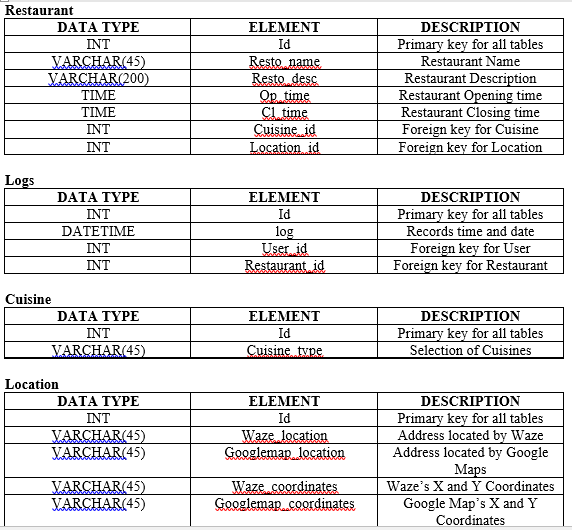 Restaurant
DATA TYPE ELEMENT DESCRIPTION
INT Id Primary key for all tables
VARCHAR(45) Resto_name Restaurant Name
VARCHAR(200) Resto_desc Restaurant Description
TIME Op_time Restaurant Opening time
TIME Cl_time Restaurant Closing time
INT Cuisine_id Foreign key for Cuisine
INT Location_id Foreign key for Location
Logs
DATA TYPE ELEMENT DESCRIPTION
INT Id Primary key for all tables
DATETIME log Records time and date
INT User_id Foreign key for User
INT Restaurant_id Foreign key for Restaurant
Cuisine
DATA TYPE ELEMENT DESCRIPTION
INT Id Primary key for all tables
VARCHAR(45) Cuisine_type Selection of Cuisines
Location
DATA TYPE ELEMENT DESCRIPTION
INT Id Primary key for all tables
VARCHAR(45) Waze_location Address located by Waze
VARCHAR(45) Googlemap_location Address located by Google
Maps
VARCHAR(45) Waze_coordinates Waze's X and Y Coordinates
VARCHAR(45) Googlemap_coordinates Google Map's X and Y
Coordinates